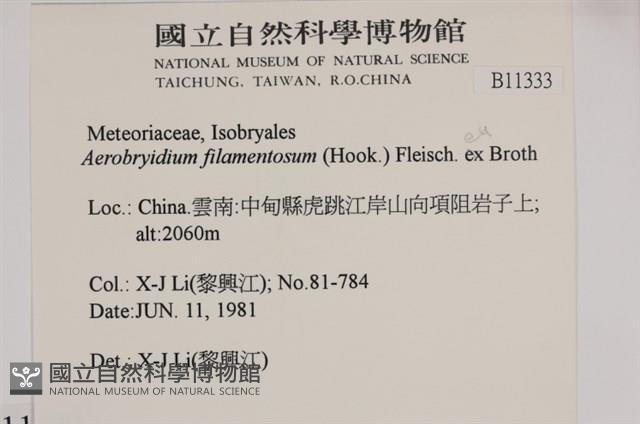 國立自然科學博物館
NATIONAL MUSEUM OF NATURAL SCIENCE
TAICHUNG, TAIWAN, R.O.CHINA
B11333
Meteoriaceae, Isobryales
Aerobryidium filamentosum (Hook.) Fleisch. ex Broth
Loc.: China.雲南:中甸縣虎跳江岸山向項阻岩子上;
alt:2060m
Col.: X-J Li(黎興江); No.81-784
Date:JUN. 11, 1981
Det.: X-J Li(黎興江)
國立自然科學博物館
NATIONAL MUSEUM OF NATURAL SCIENCE
11